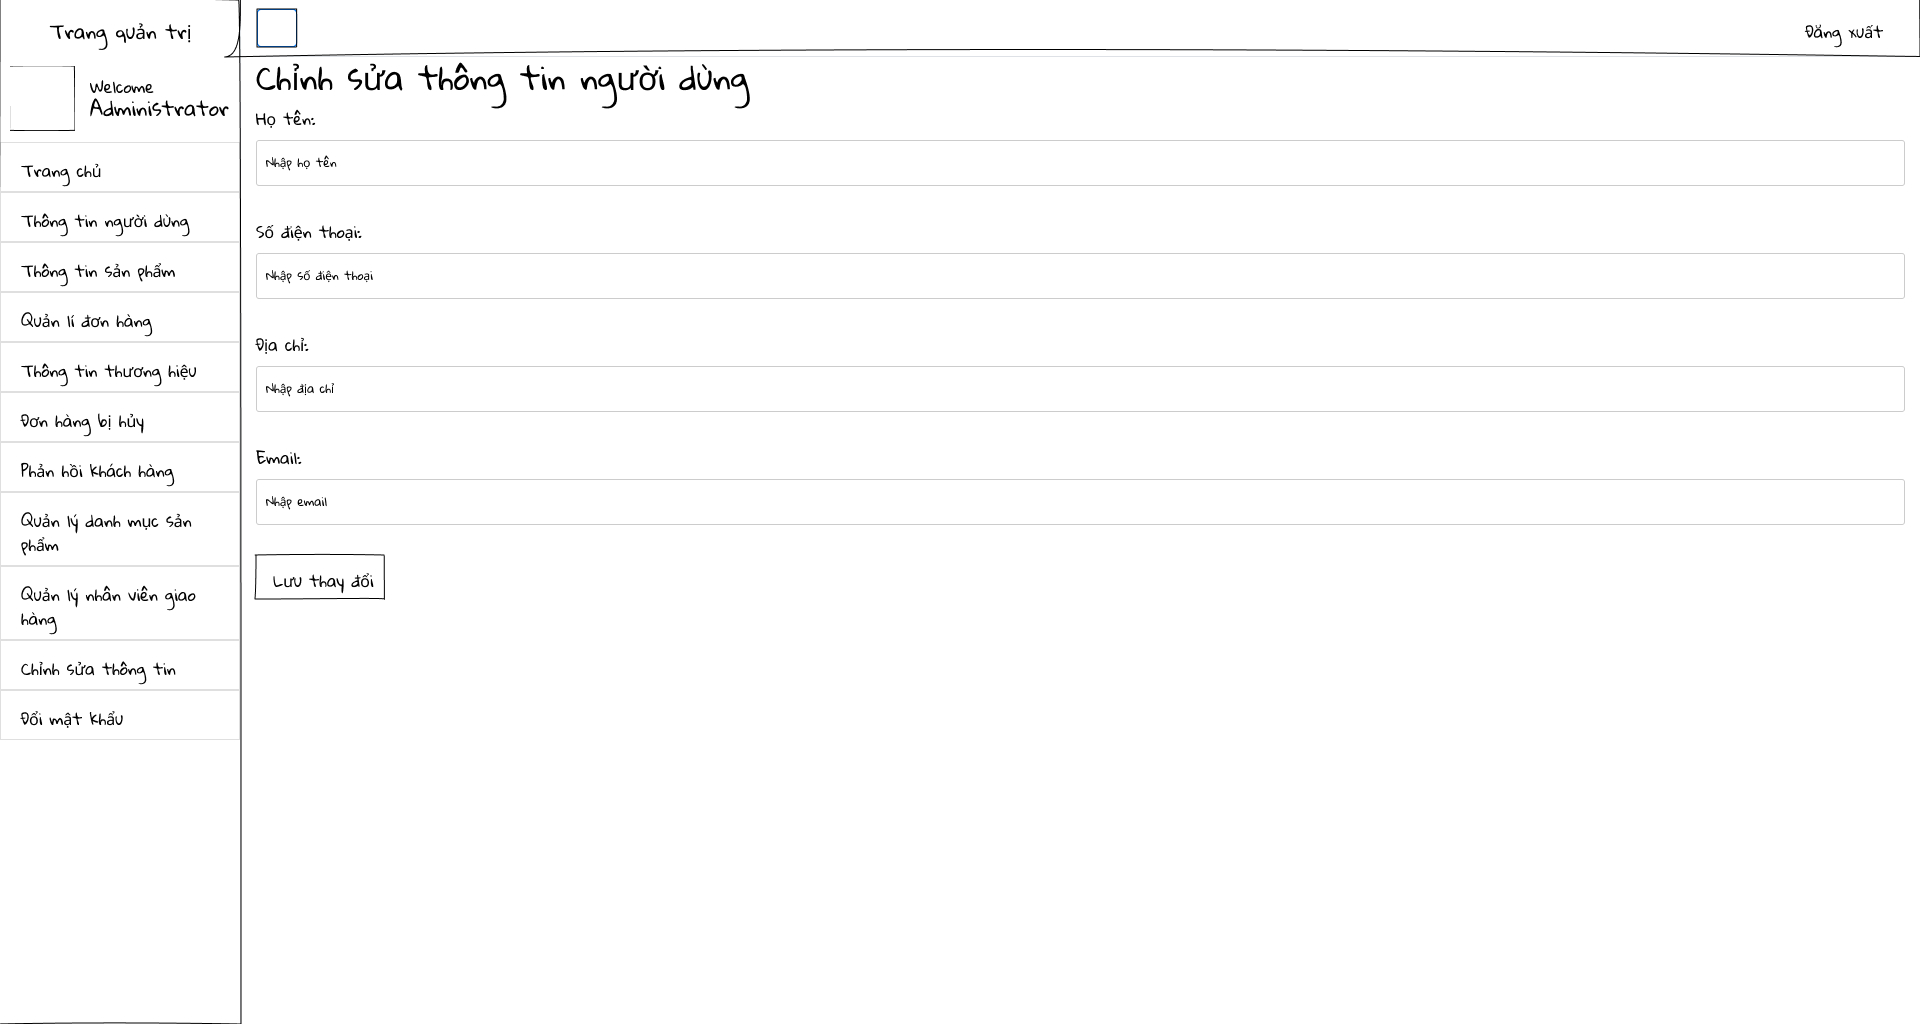 Trang quản trị
Đăng xuất
Welcome
Administrator
Trang chủ
Thông tin người dùng
Thông tin sản phẩm
Quản lí đơn hàng
Thông tin thương hiệu
Đơn hàng bị hủy
Phản hồi khách hàng
Quản lý danh mục sản
phẩm
Quản lý nhân viên giao
hàng
Chỉnh sửa thông tin
Đổi mật khẩu
Chỉnh sửa thông tin người dùng
Họ tên:
Nhập họ tên
Số điện thoại:
Nhập số điện thoại
Địa chỉ:
Nhập địa chỉ
Email:
Nhập email
Lưu thay đổi